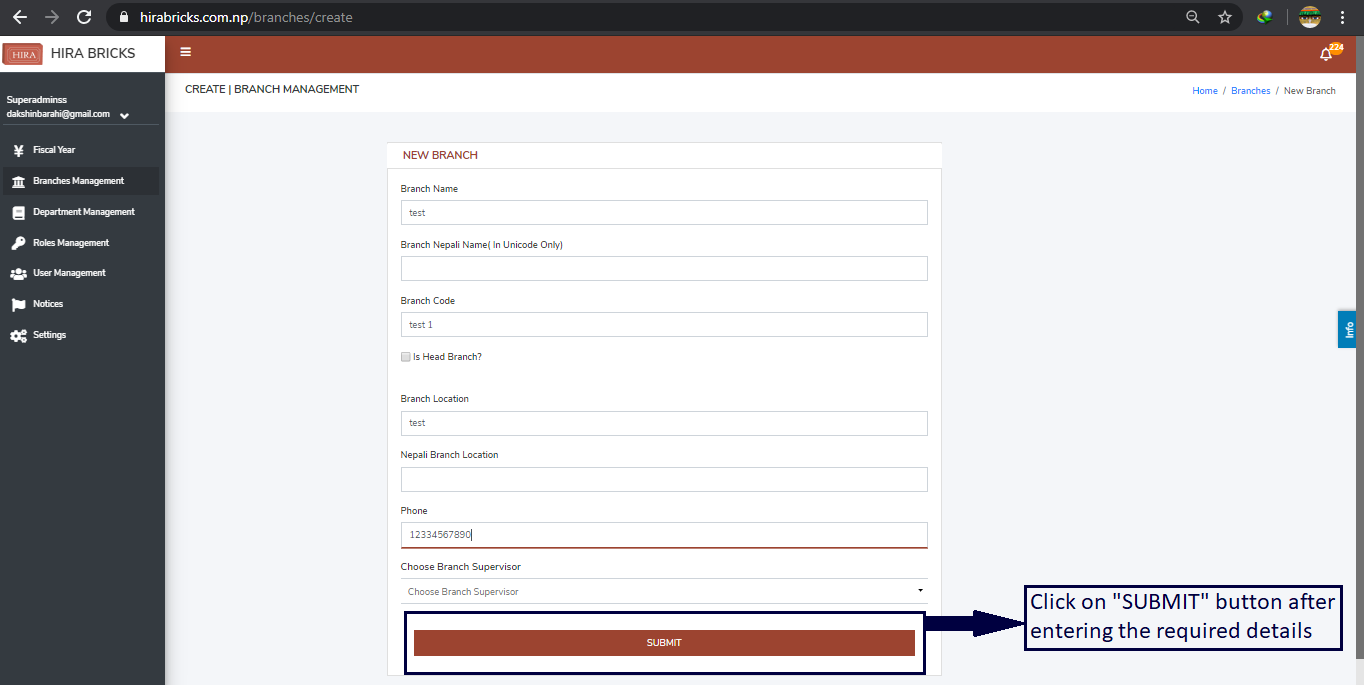 hirabricks.com.np/branches/create
HIRA
HIRA BRICKS
224
Superadminss
dakshinbarahi@gmail.com
CREATE | BRANCH MANAGEMENT
Home / Branches / New Branch
Fiscal Year
Branches Management
Department Management
Roles Management
User Management
Notices
Settings
NEW BRANCH
Branch Name
test
Branch Nepali Name( In Unicode Only)
Branch Code
test 1
Is Head Branch?
Branch Location
test
Nepali Branch Location
Phone
12334567890
Choose Branch Supervisor
Choose Branch Supervisor
SUBMIT
Info
Click on "SUBMIT" button after
entering the required details